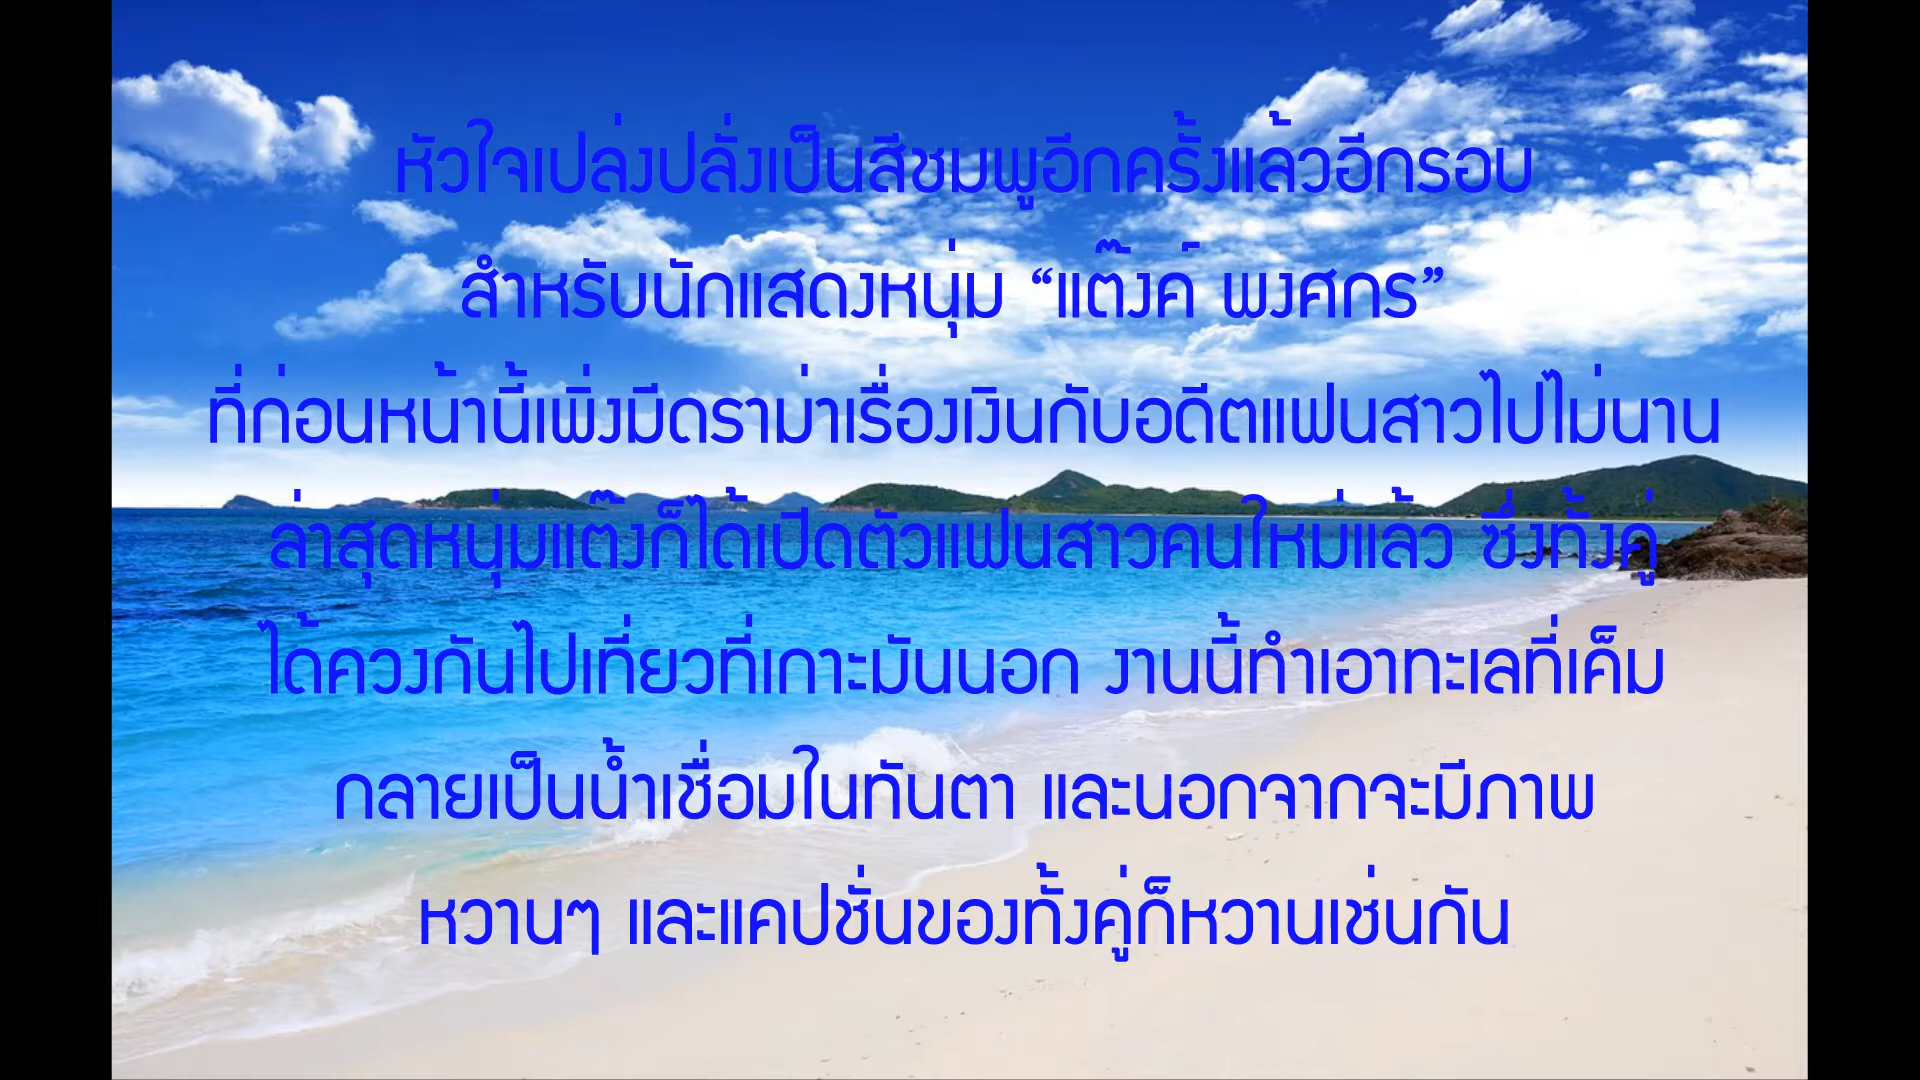 หัวใจเปล่งปลั่งเป็นสีชมพูอีกครั้งแล้วอีกรอบ
สำหรับนักแสดงหนุ่ม “แต๊งค์ พงศกร”
ที่ก่อนหน้านี้เพิ่งมีดราม่าเรื่องเงินกับอดีตแฟนสาวไปไม่นาน
ล่าสุดหนุ่มแต๊งก็ได้เปิดตัวแฟนสาวคนใหม่แล้ว ซึ่งทั้งคู่
ได้ควงกันไปเที่ยวที่เกาะมันนอก งานนี้ทำเอาทะเลที่เค็ม
กลายเป็นน้ำเชื่อมในทันตา และนอกจากจะมีภาพ
หวานๆ และแคปชั่นของทั้งคู่ก็หวานเช่นกัน